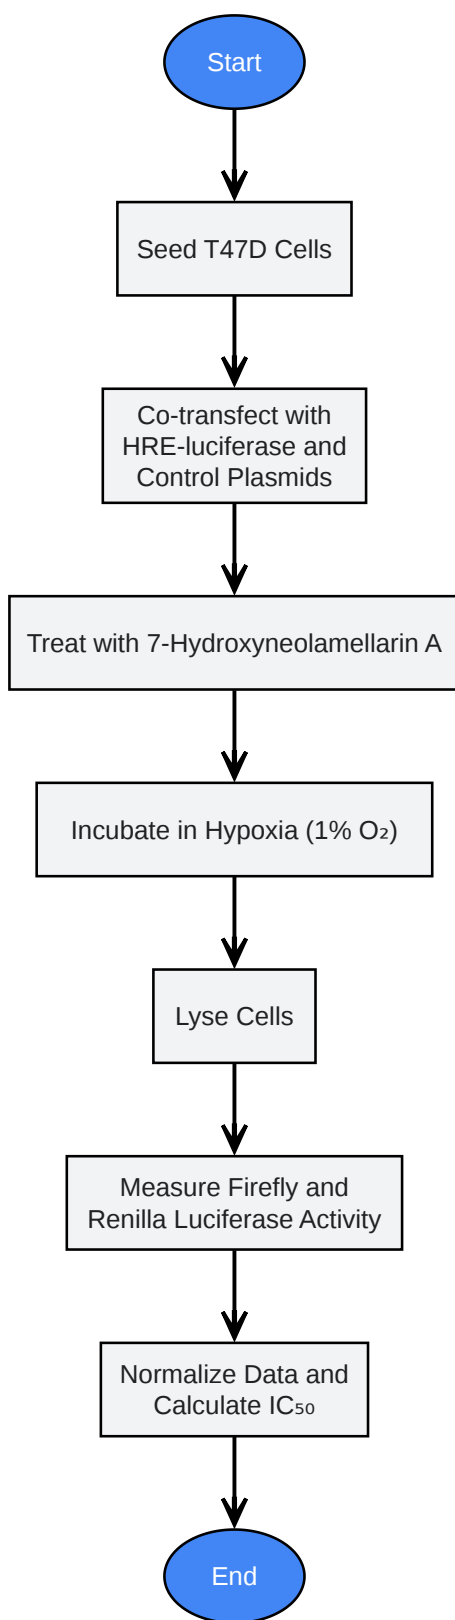 Start
Seed T47D Cells
Co-transfect with
HRE-luciferase and
Control Plasmids
Treat with 7-Hydroxyneolamellarin A
Incubate in Hypoxia (1% O₂)
Lyse Cells
Measure Firefly and
Renilla Luciferase Activity
Normalize Data and
Calculate IC₅₀
End